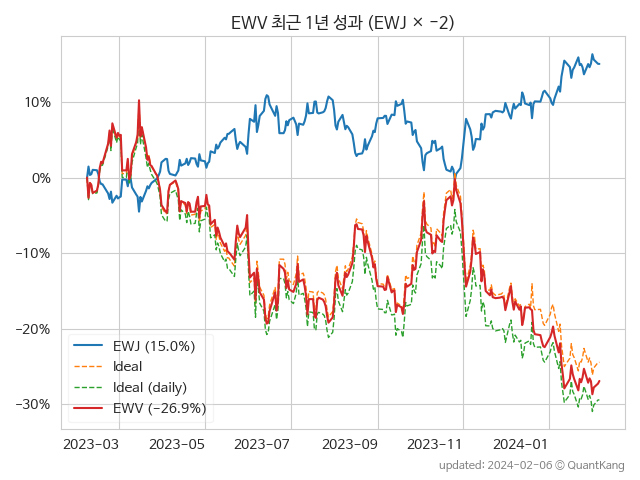 EWV 최근 1년 성과 (EWJ × −2)
10%
0%
−10%
−20%
−30%
EWJ (15.0%)
Ideal
Ideal (daily)
EWV (−26.9%)
2023-03 2023-05 2023-07 2023-09 2023-11 2024-01
updated: 2024-02-06 © QuantKang